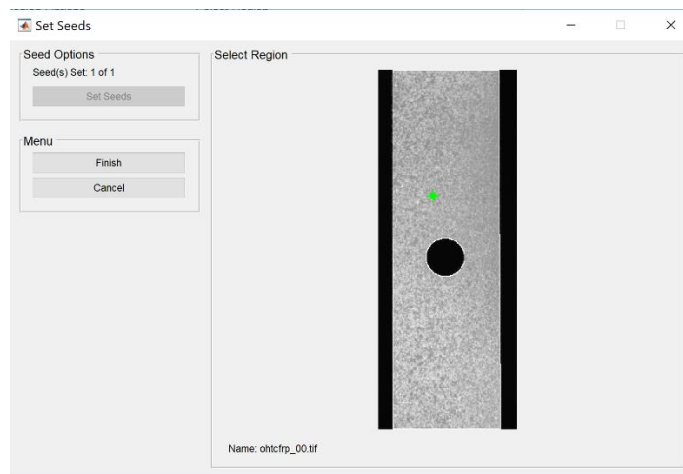 Set Seeds
Seed Options
Seed(s) Set: 1 of 1
Set Seeds
Menu
Finish
Cancel
Select Region
Name: ohtcfrp_00.tif